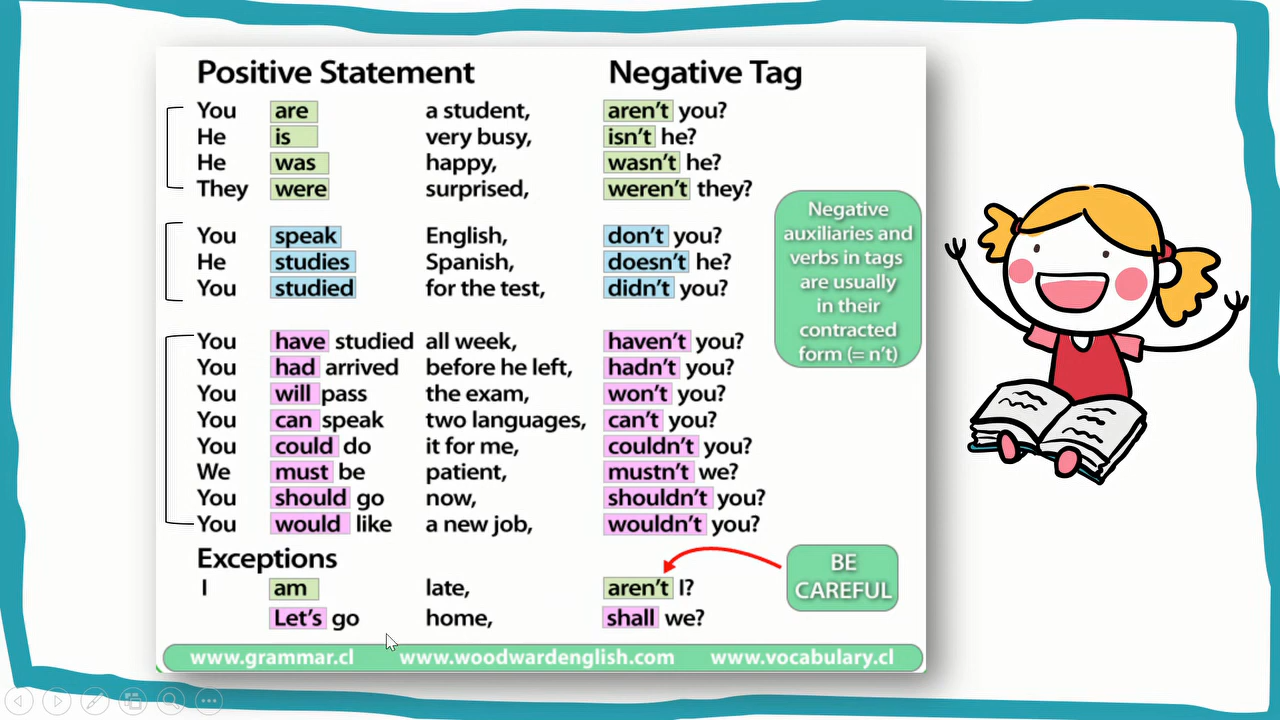 Positive Statement Negative Tag
You are a student, aren't you?
He is very busy, isn't he?
He was happy, wasn't he?
They were surprised, weren't they?
You speak English, don't you?
He studies Spanish, doesn't he?
You studied for the test, didn't you?
You have studied all week, haven't you?
You had arrived before he left, hadn't you?
You will pass the exam, won't you?
You can speak two languages, can't you?
You could do it for me, couldn't you?
We must be patient, mustn't we?
You should go now, shouldn't you?
You would like a new job, wouldn't you?
Negative
auxiliaries and
verbs in tags
are usually
in their
contracted
form (= n't)
Exceptions
I am late, aren't I?
Let's go home, shall we?
BE
CAREFUL
www.grammar.cl www.woodwardenglish.com www.vocabulary.cl